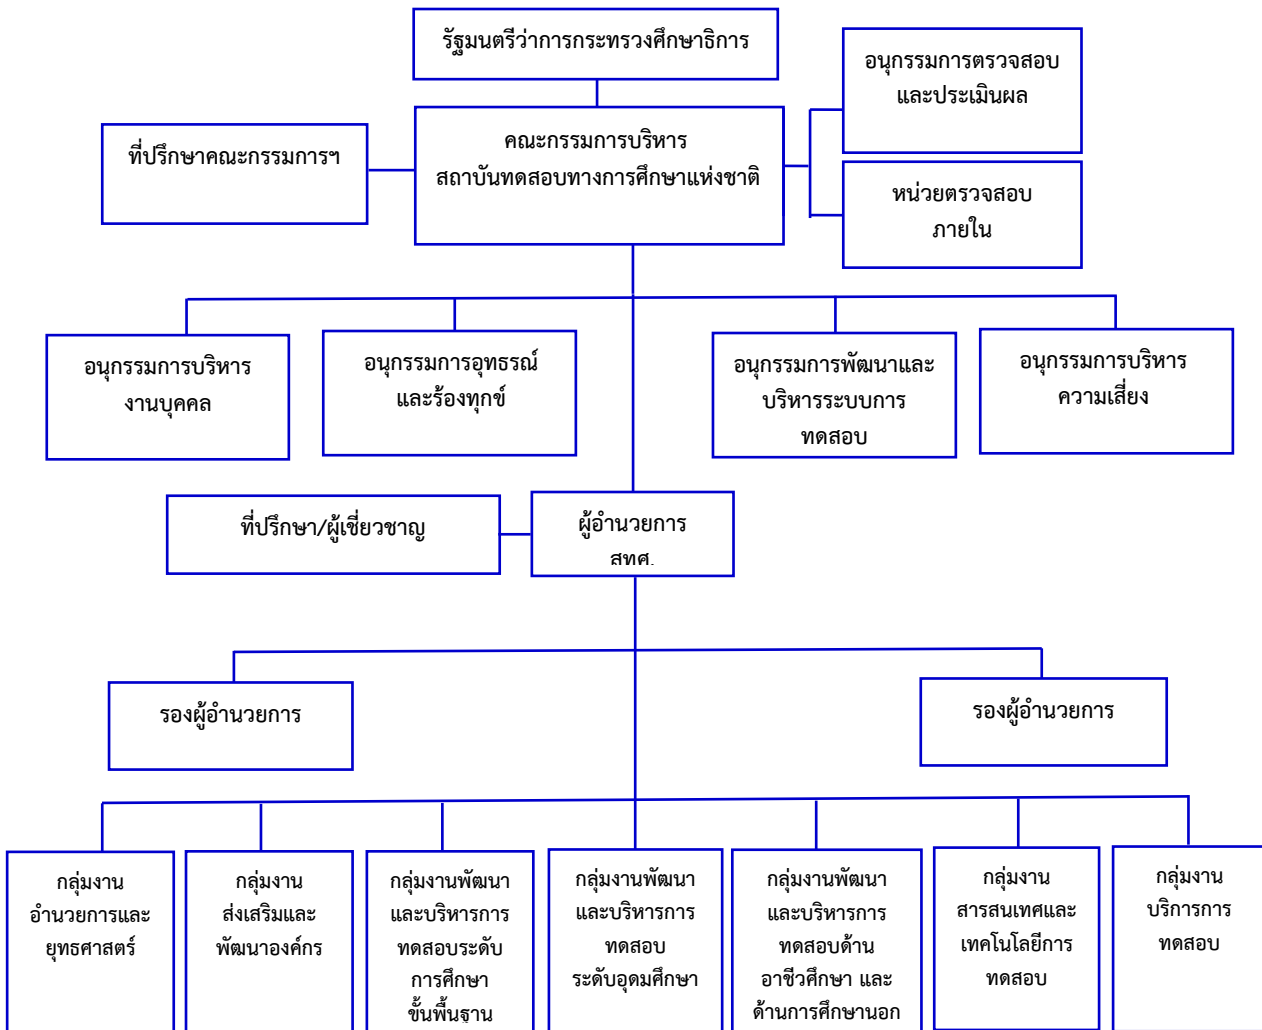 รัฐมนตรีว่าการกระทรวงศึกษาธิการ
อนุกรรมการตรวจสอบ
และประเมินผล
ที่ปรึกษาคณะกรรมการฯ
คณะกรรมการบริหาร
สถาบันทดสอบทางการศึกษาแห่งชาติ
หน่วยตรวจสอบ
ภายใน
อนุกรรมการบริหาร
งานบุคคล
อนุกรรมการอุทธรณ์
และร้องทุกข์
อนุกรรมการพัฒนาและ
บริหารระบบการ
ทดสอบ
อนุกรรมการบริหาร
ความเสี่ยง
ที่ปรึกษา/ผู้เชี่ยวชาญ
ผู้อำนวยการ
สทศ.
รองผู้อำนวยการ
รองผู้อำนวยการ
กลุ่มงาน
อำนวยการและ
ยุทธศาสตร์
กลุ่มงาน
ส่งเสริมและ
พัฒนาองค์กร
กลุ่มงานพัฒนา
และบริหารการ
ทดสอบระดับ
การศึกษา
ขั้นพื้นฐาน
กลุ่มงานพัฒนา
และบริหารการ
ทดสอบ
ระดับอุดมศึกษา
กลุ่มงานพัฒนา
และบริหารการ
ทดสอบด้าน
อาชีวศึกษา และ
ด้านการศึกษานอก
กลุ่มงาน
สารสนเทศและ
เทคโนโลยีการ
ทดสอบ
กลุ่มงาน
บริการการ
ทดสอบ